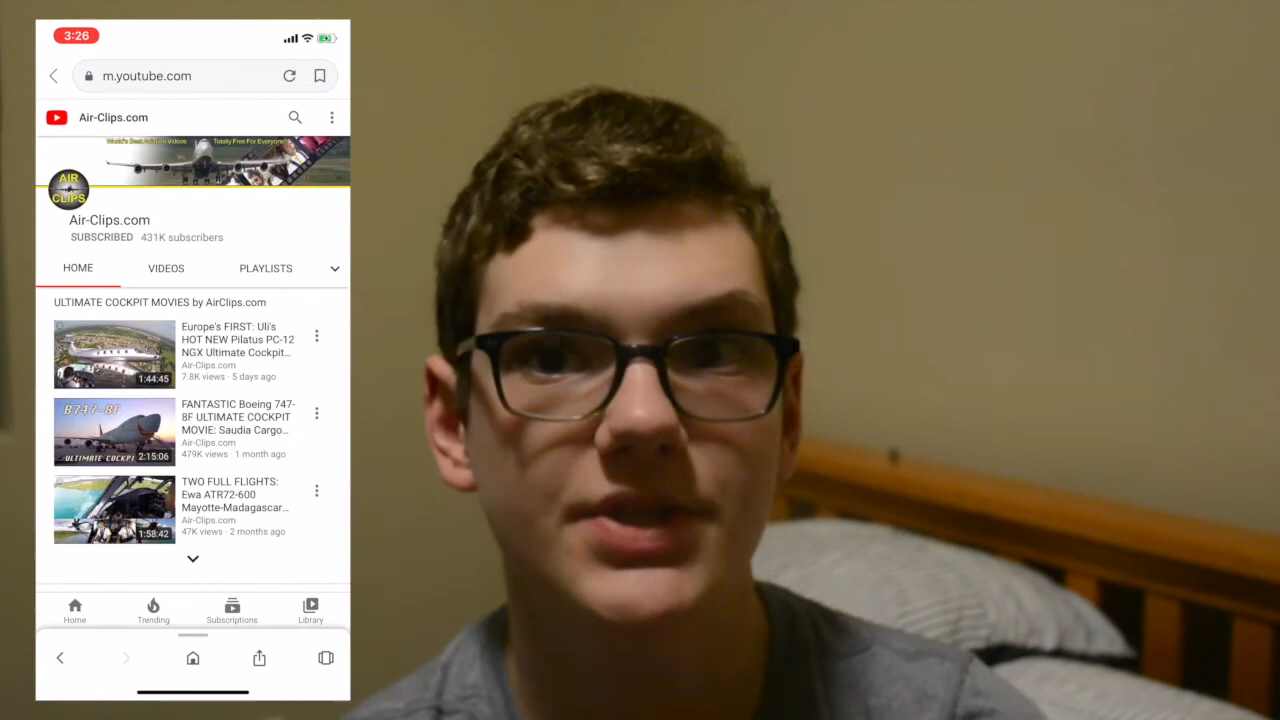 3:26
m.youtube.com
Air-Clips.com
World's Best Aviation Videos Totally Free For Everyone!
AIR
CLIPS
Air-Clips.com
SUBSCRIBED 431K subscribers
HOME VIDEOS PLAYLISTS
ULTIMATE COCKPIT MOVIES by AirClips.com
Europe's FIRST: Uli's
HOT NEW Pilatus PC-12
NGX Ultimate Cockpit...
Air-Clips.com
7.8K views · 5 days ago
1:44:45
B747-8F
ULTIMATE COCKPI
2:15:06
FANTASTIC Boeing 747-
8F ULTIMATE COCKPIT
MOVIE: Saudia Cargo...
Air-Clips.com
479K views · 1 month ago
TWO FULL FLIGHTS:
Ewa ATR72-600
Mayotte-Madagascar...
Air-Clips.com
47K views · 2 months ago
1:58:42
Home Trending Subscriptions Library